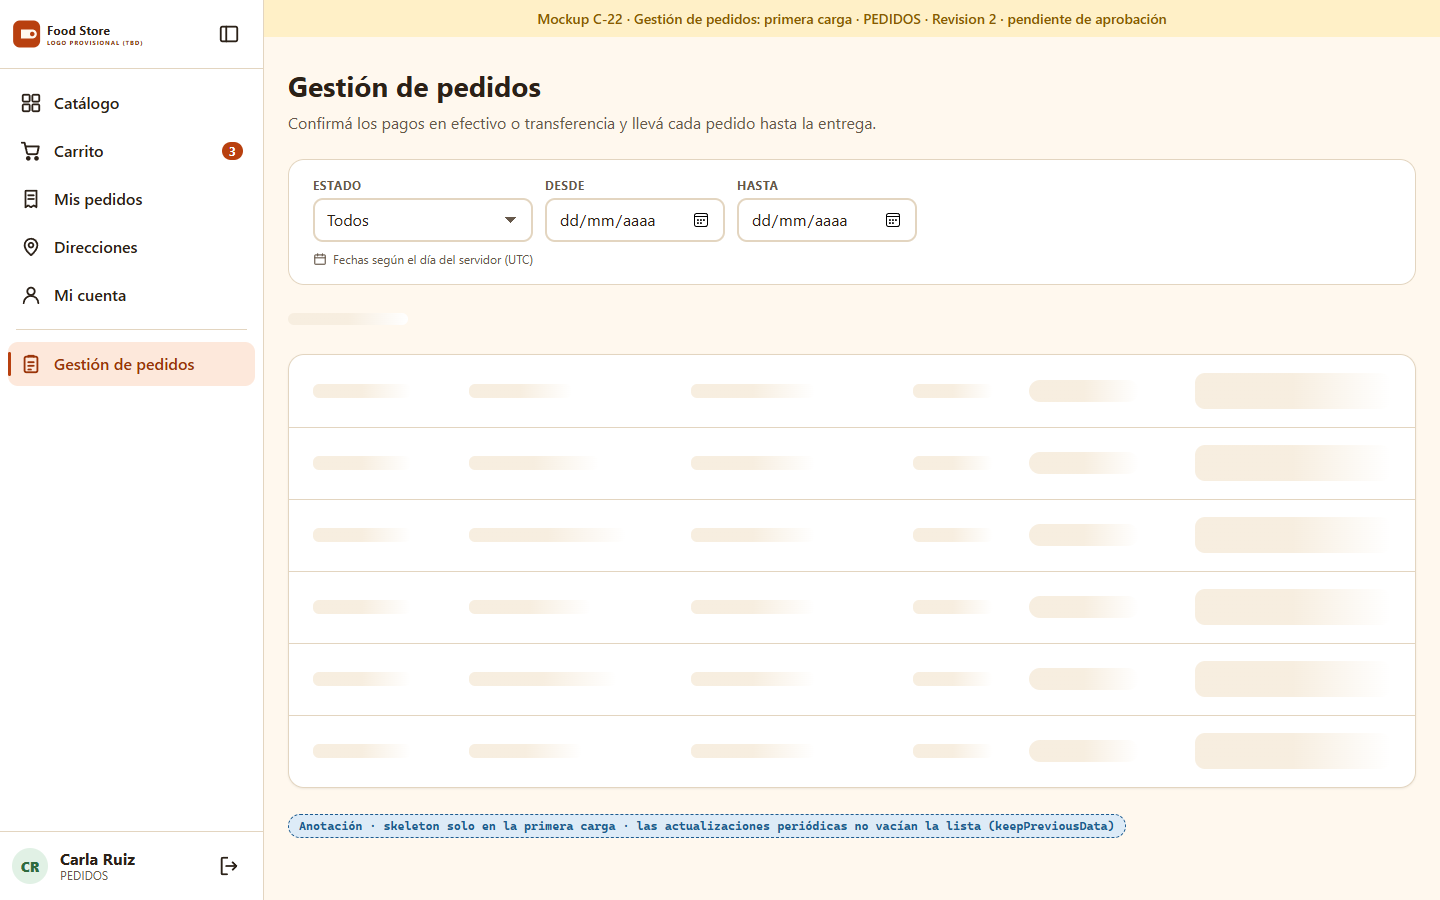 Food Store
LOGO PROVISIONAL (TBD)
Catálogo
Carrito
3
Mis pedidos
Direcciones
Mi cuenta
Gestión de pedidos
CR
Carla Ruiz
PEDIDOS
Mockup C-22 · Gestión de pedidos: primera carga · PEDIDOS · Revision 2 · pendiente de aprobación
Gestión de pedidos
Confirmá los pagos en efectivo o transferencia y llevá cada pedido hasta la entrega.
ESTADO
Todos
DESDE
dd/mm/aaaa
HASTA
dd/mm/aaaa
Fechas según el día del servidor (UTC)
Anotación · skeleton solo en la primera carga · las actualizaciones periódicas no vacían la lista (keepPreviousData)